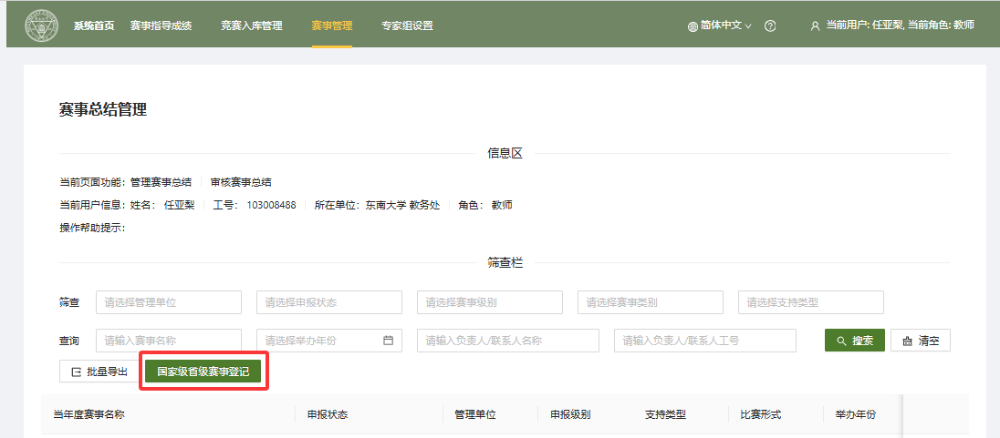 系统首页 赛事指导成绩 竞赛入库管理 赛事管理 专家组设置 简体中文 当前用户: 任亚梨, 当前角色: 教师
赛事总结管理
信息区
当前页面功能: 管理赛事总结 审核赛事总结
当前用户信息: 姓名: 任亚梨 工号: 103008488 所在单位: 东南大学 教务处 角色: 教师
操作帮助提示:
筛查栏
筛查 请选择管理单位 请选择申报状态 请选择赛事级别 请选择赛事类别 请选择支持类型
查询 请输入赛事名称 请选择举办年份 请输入负责人/联系人名称 请输入负责人/联系人工号 搜索 清空
批量导出 国家级省级赛事登记
当年度赛事名称 申报状态 管理单位 申报级别 支持类型 比赛形式 举办年份